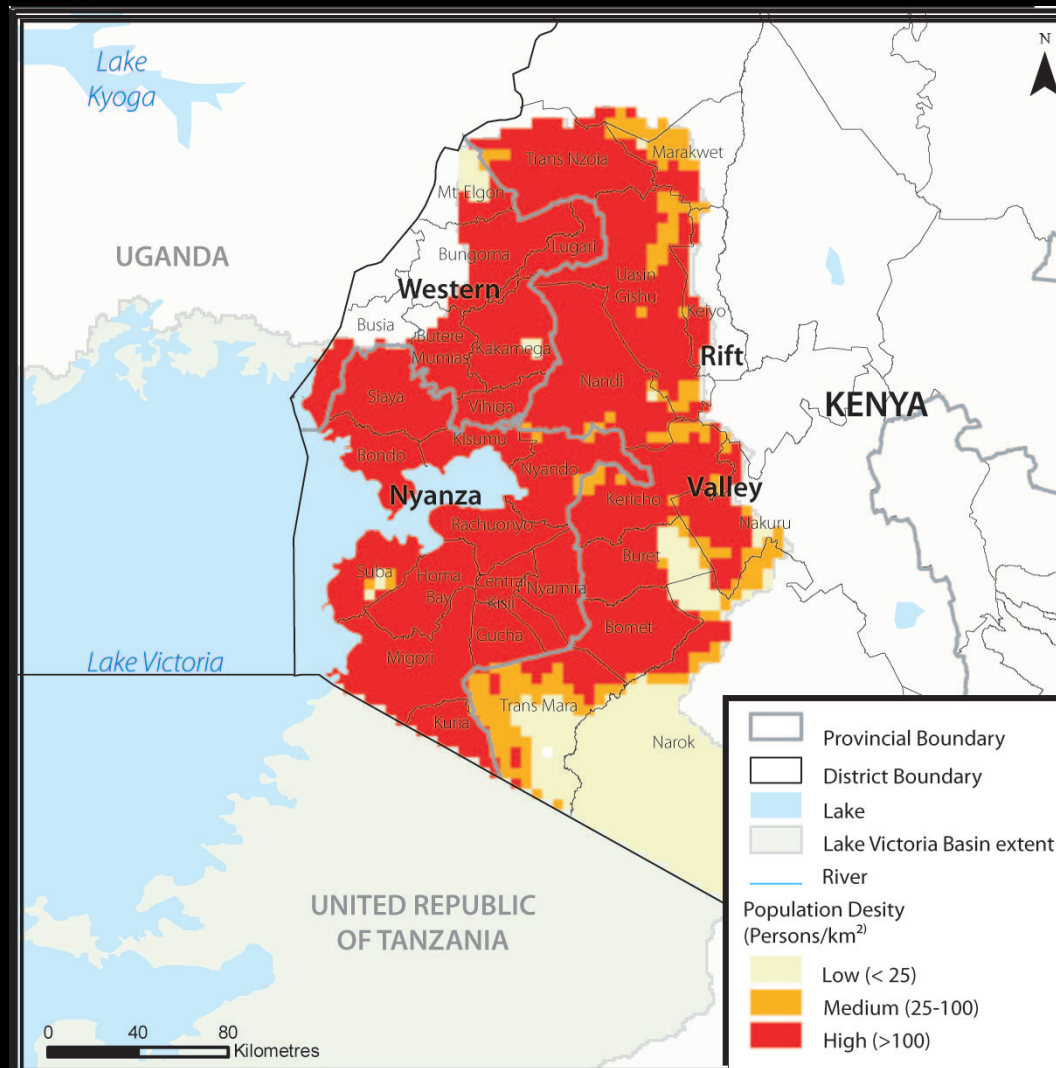 Lake
Kyoga
N
Trans Nzoia
Marakwet
Mt Elgon
UGANDA
Bungoma
Lugari
Western
Uasin
Gishu
Keiyo
Busia
Butere
Mumias
Kakamega
Rift
Siaya
Nandi
KENYA
Vihiga
Kisumu
Bondo
Nyando
Nyanza
Kericho
Valley
Rachuonyo
Nakuru
Buret
Suba
Homa
Bay
Central
Kisii
Nyamira
Gucha
Bomet
Lake Victoria
Migori
Trans Mara
Kuria
Narok
UNITED REPUBLIC
OF TANZANIA
0 40 80
Kilometres
Provincial Boundary
District Boundary
Lake
Lake Victoria Basin extent
River
Population Desity
(Persons/km²⁾
Low (< 25)
Medium (25-100)
High (>100)